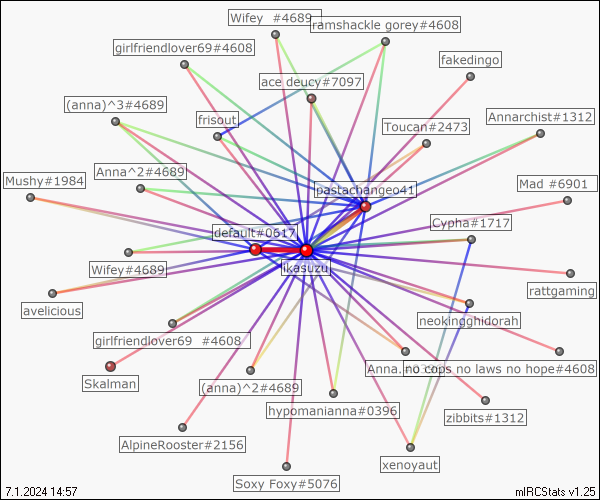 Wifey #4689
ramshackle gorey#4608
girlfriendlover69#4608
fakedingo
ace deucy#7097
(anna)^3#4689
frisout
Annarchist#1312
Toucan#2473
Anna^2#4689
Mushy#1984
pastachangeo41
Mad #6901
Cypha#1717
default#0617
ikasuzu
Wifey#4689
rattgaming
avelicious
neokingghidorah
girlfriendlover69 #4608
Anna.
no cops no laws no hope#4608
Skalman
(anna)^2#4689
hypomanianna#0396
zibbits#1312
AlpineRooster#2156
xenoyaut
Soxy Foxy#5076
7.1.2024 14:57
mIRCStats v1.25